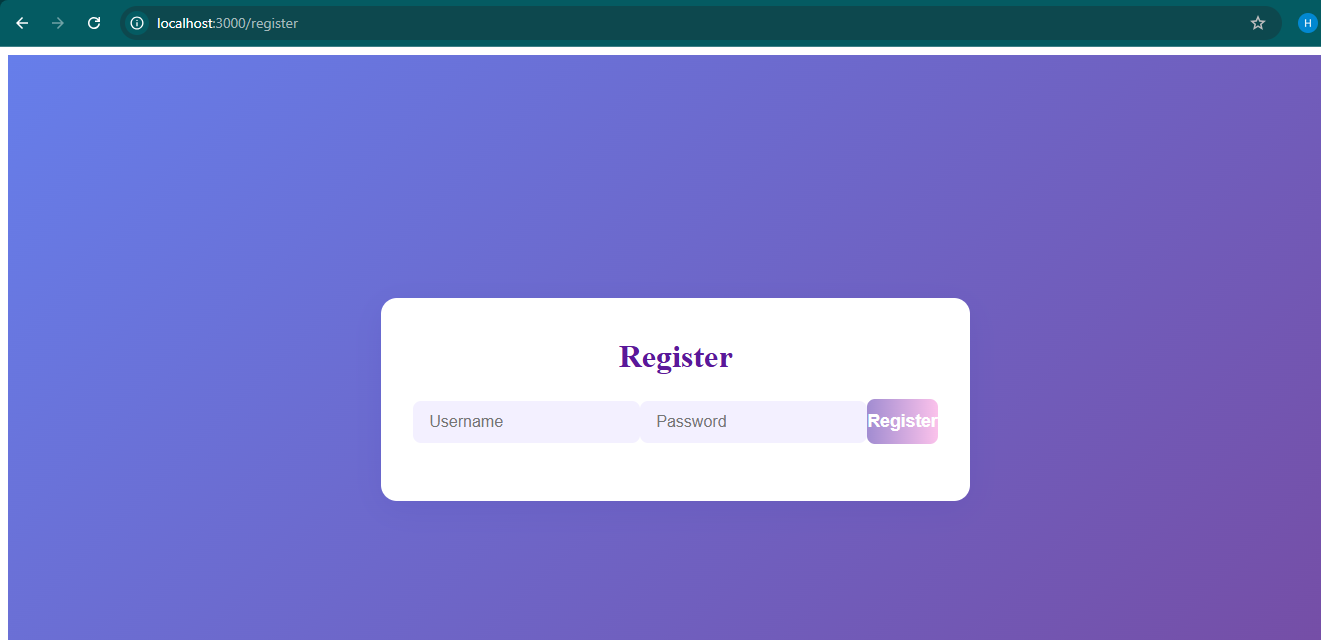 localhost:3000/register
H
Register
Username Password Register